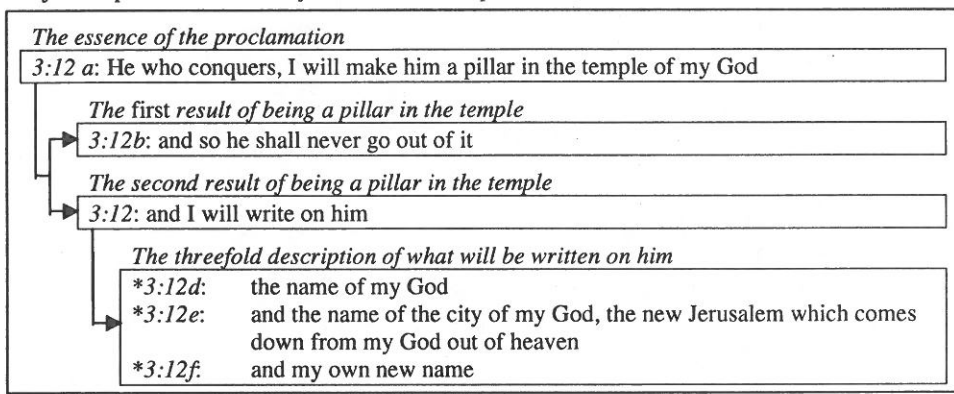 The essence of the proclamation
3:12 a: He who conquers, I will make him a pillar in the temple of my God
The first result of being a pillar in the temple
3:12b: and so he shall never go out of it
The second result of being a pillar in the temple
3:12: and I will write on him
The threefold description of what will be written on him
*3:12d: the name of my God
*3:12e: and the name of the city of my God, the new Jerusalem which comes
down from my God out of heaven
*3:12f: and my own new name